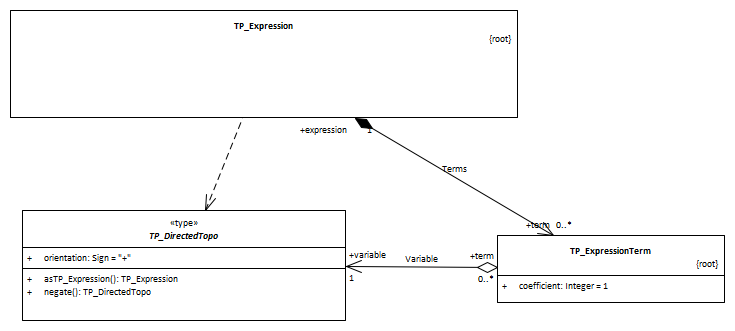 TP_Expression
{root}
+expression 1
Terms
+term 0..*
«type»
TP_DirectedTopo
+ orientation: Sign = "+"
+ asTP_Expression(): TP_Expression
+ negate(): TP_DirectedTopo
+variable Variable +term
1 0..*
TP_ExpressionTerm
{root}
+ coefficient: Integer = 1